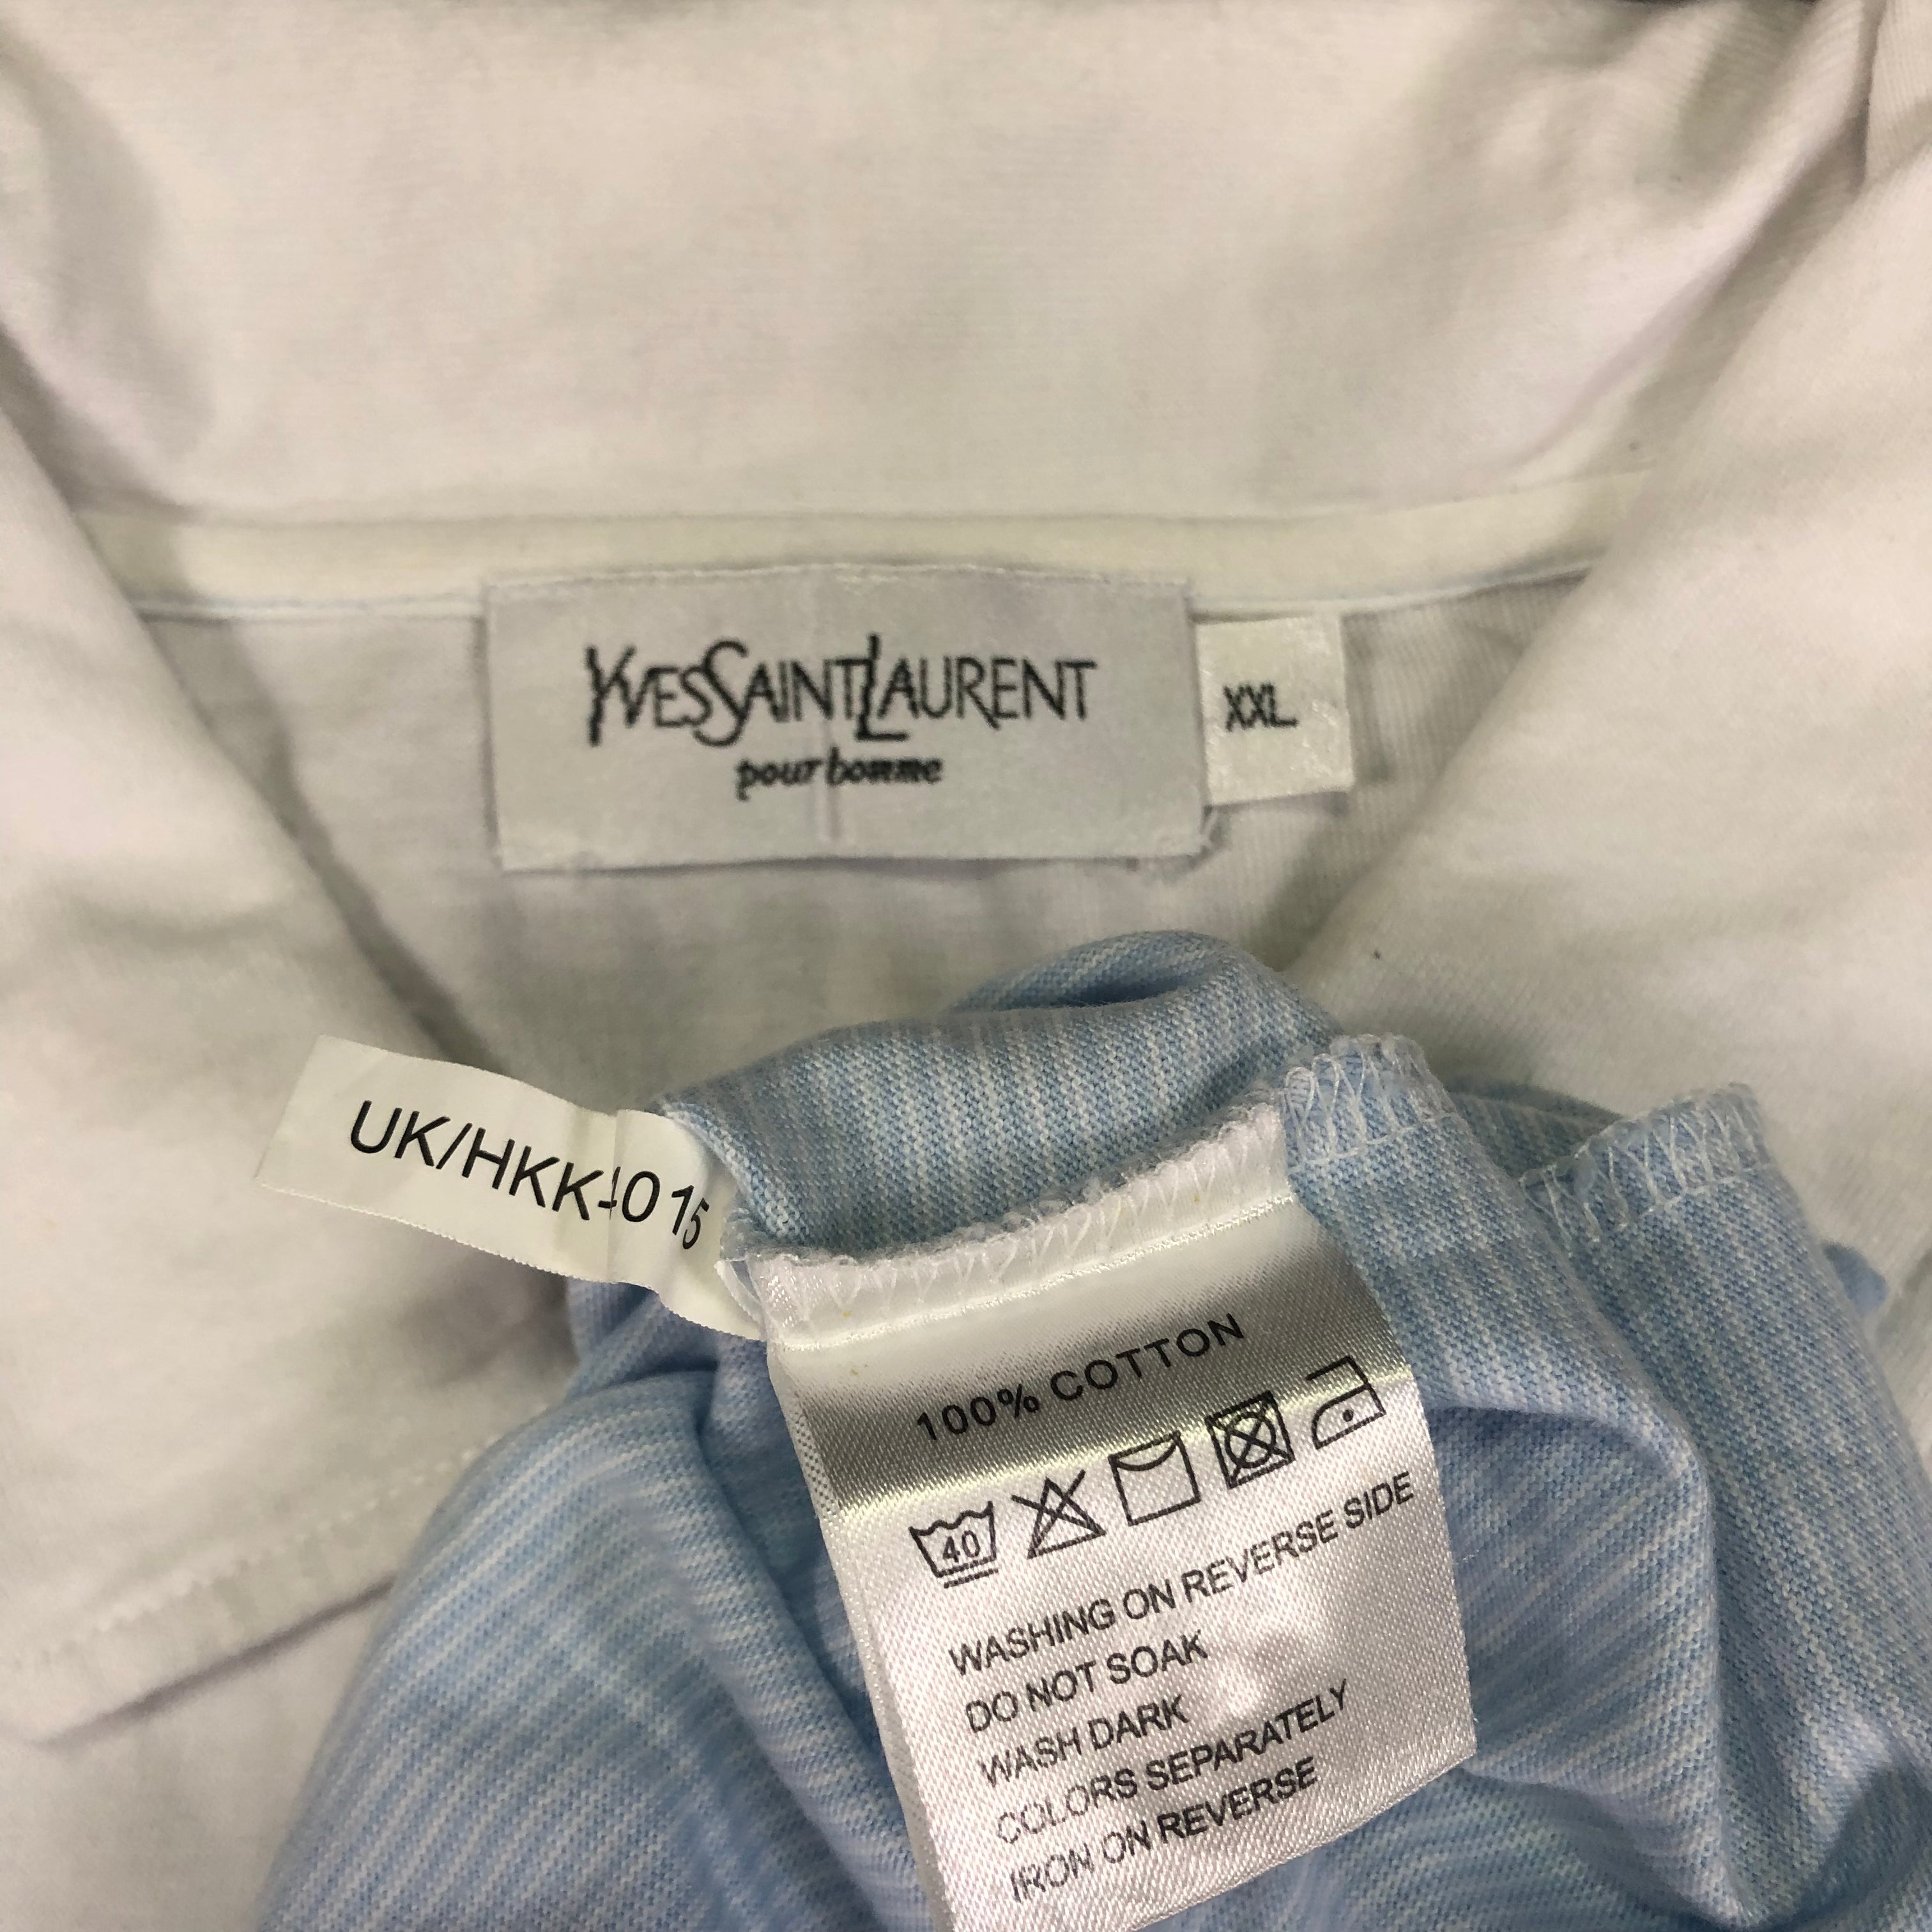 YVESSAINTLAURENT
pour homme
XXL
UK/HKK-4015
100% COTTON
40
WASHING ON REVERSE SIDE
DO NOT SOAK
WASH DARK
COLORS SEPARATELY
IRON ON REVERSE